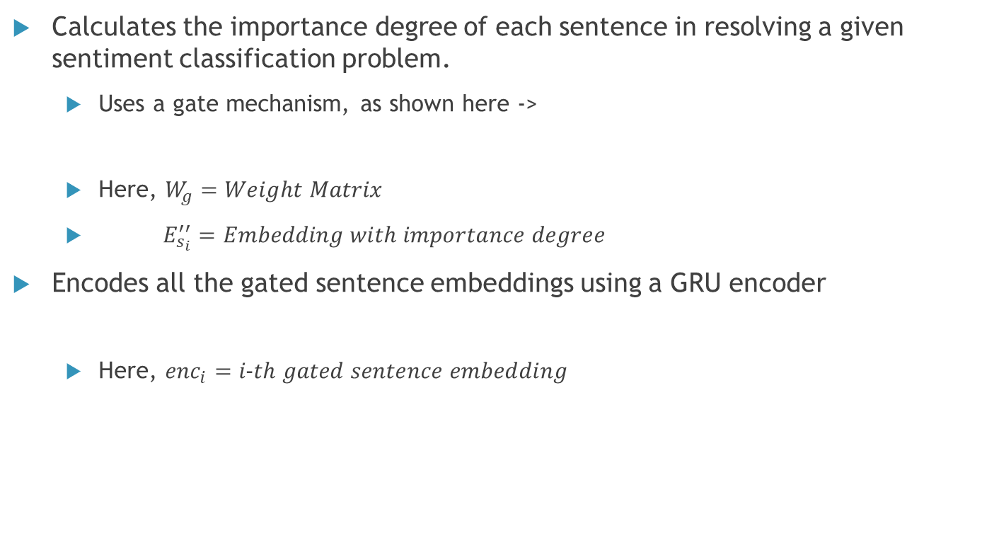 Calculates the importance degree of each sentence in resolving a given
sentiment classification problem.
Uses a gate mechanism, as shown here ->
Here, W_g = Weight Matrix
E''_{s_i} = Embedding with importance degree
Encodes all the gated sentence embeddings using a GRU encoder
Here, enc_i = i-th gated sentence embedding